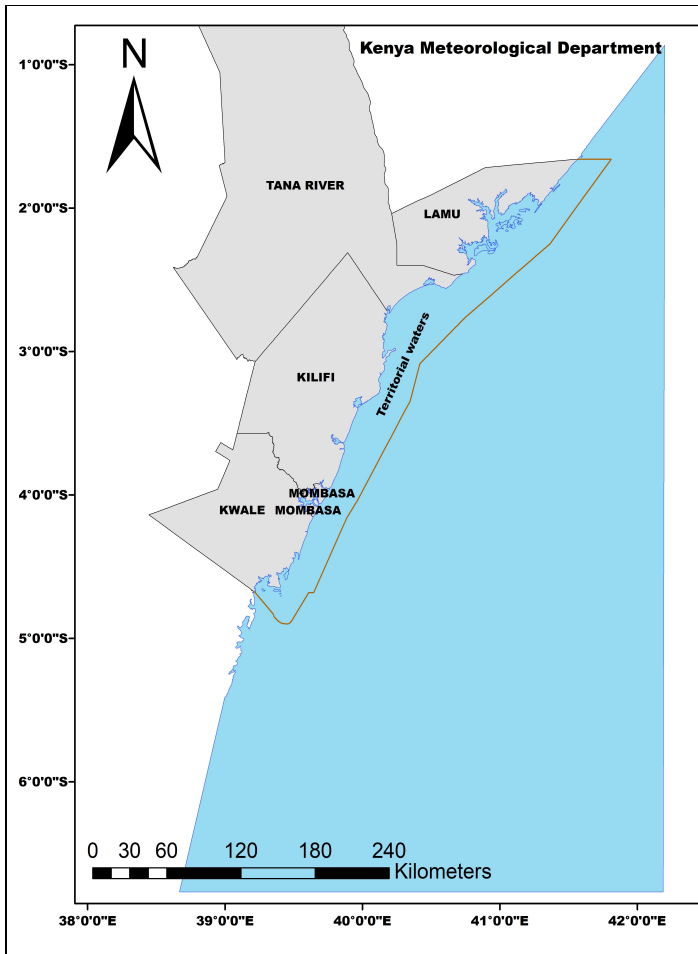 Kenya Meteorological Department
N
1°0'0"S
TANA RIVER
2°0'0"S
LAMU
3°0'0"S
Territorial waters
KILIFI
4°0'0"S
MOMBASA
KWALE MOMBASA
5°0'0"S
6°0'0"S
0 30 60 120 180 240
Kilometers
38°0'0"E 39°0'0"E 40°0'0"E 41°0'0"E 42°0'0"E